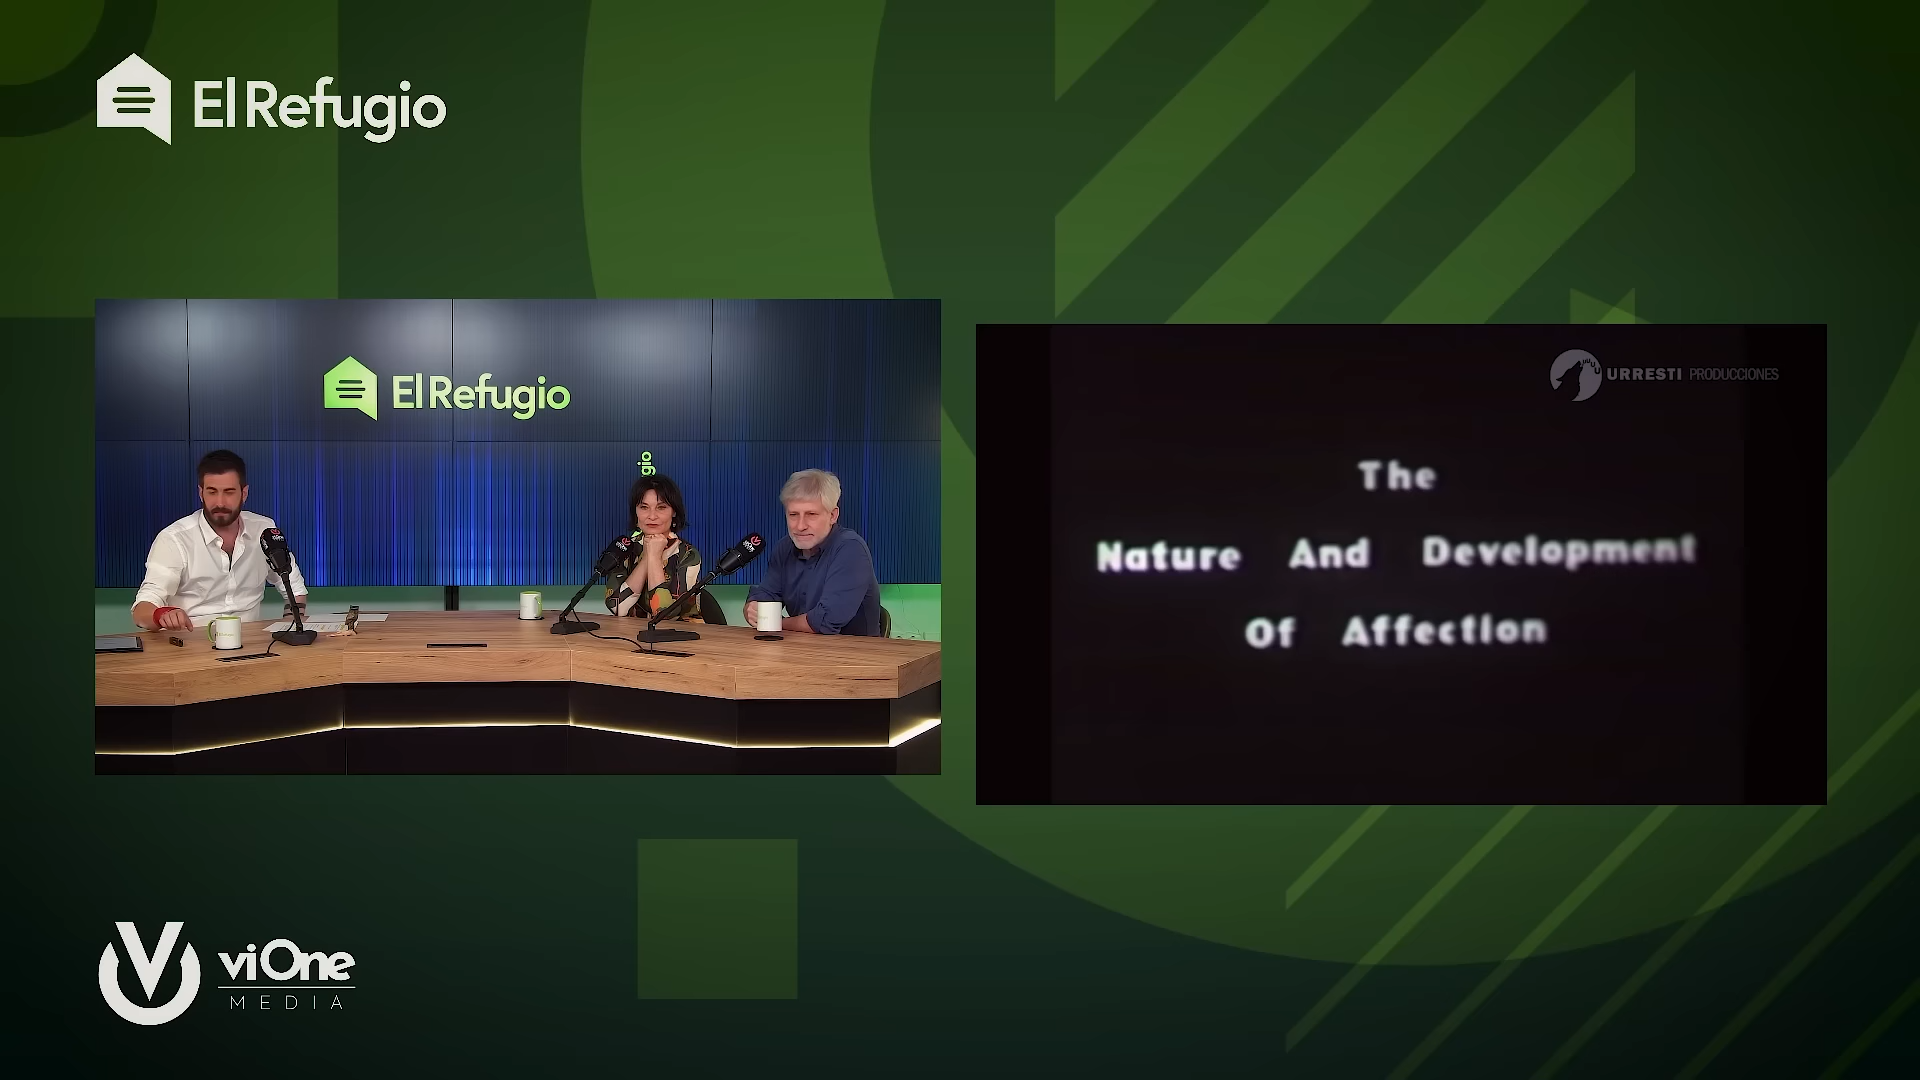 El Refugio
El Refugio
gio
URRESTI PRODUCCIONES
The
Nature And Development
Of Affection
viOne
MEDIA